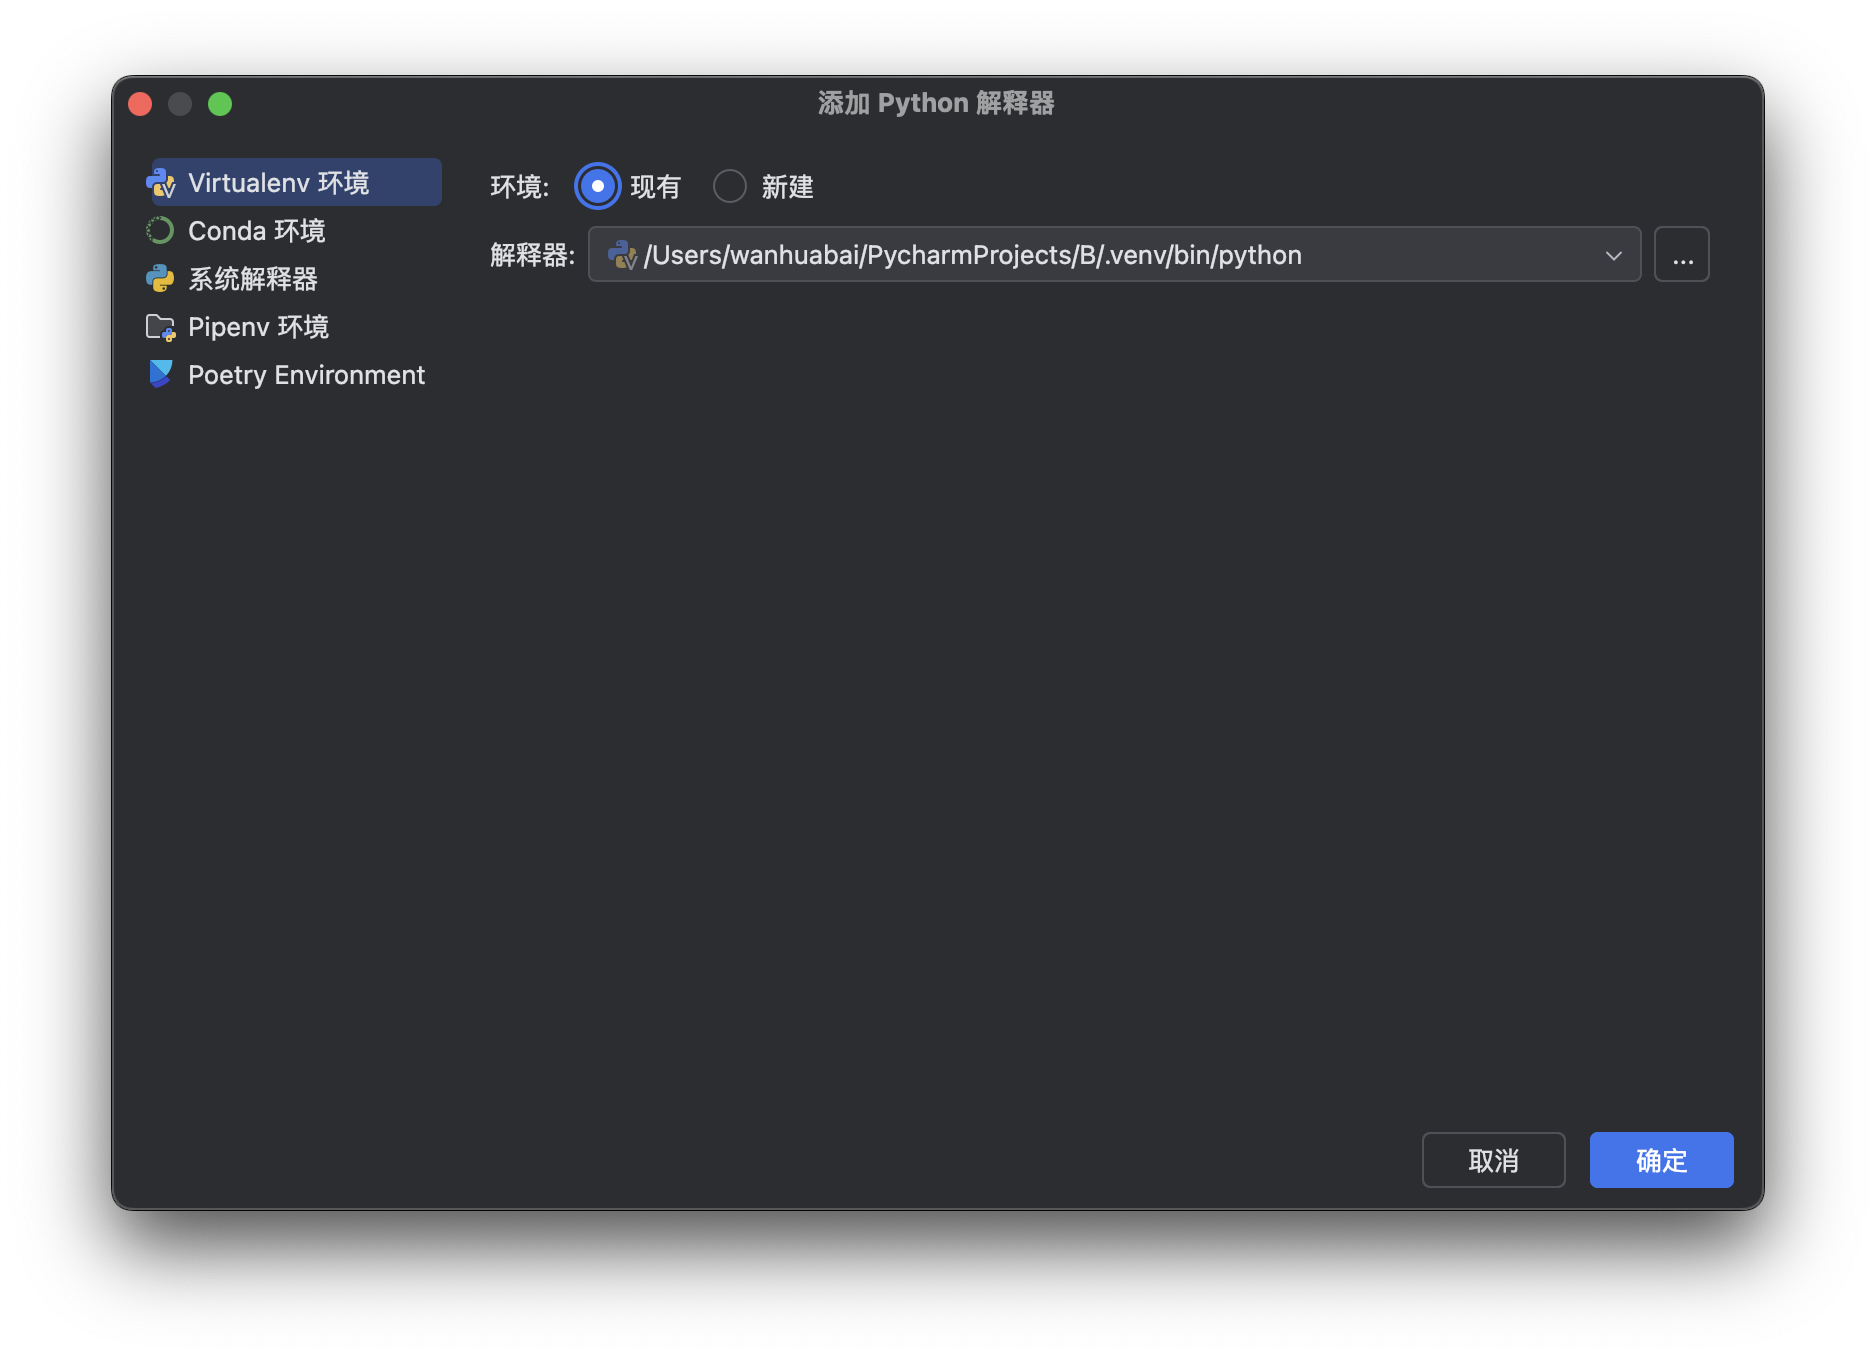 添加 Python 解释器
Virtualenv 环境
Conda 环境
系统解释器
Pipenv 环境
Poetry Environment
环境: 现有 新建
解释器: /Users/wanhuabai/PycharmProjects/B/.venv/bin/python ...
取消 确定